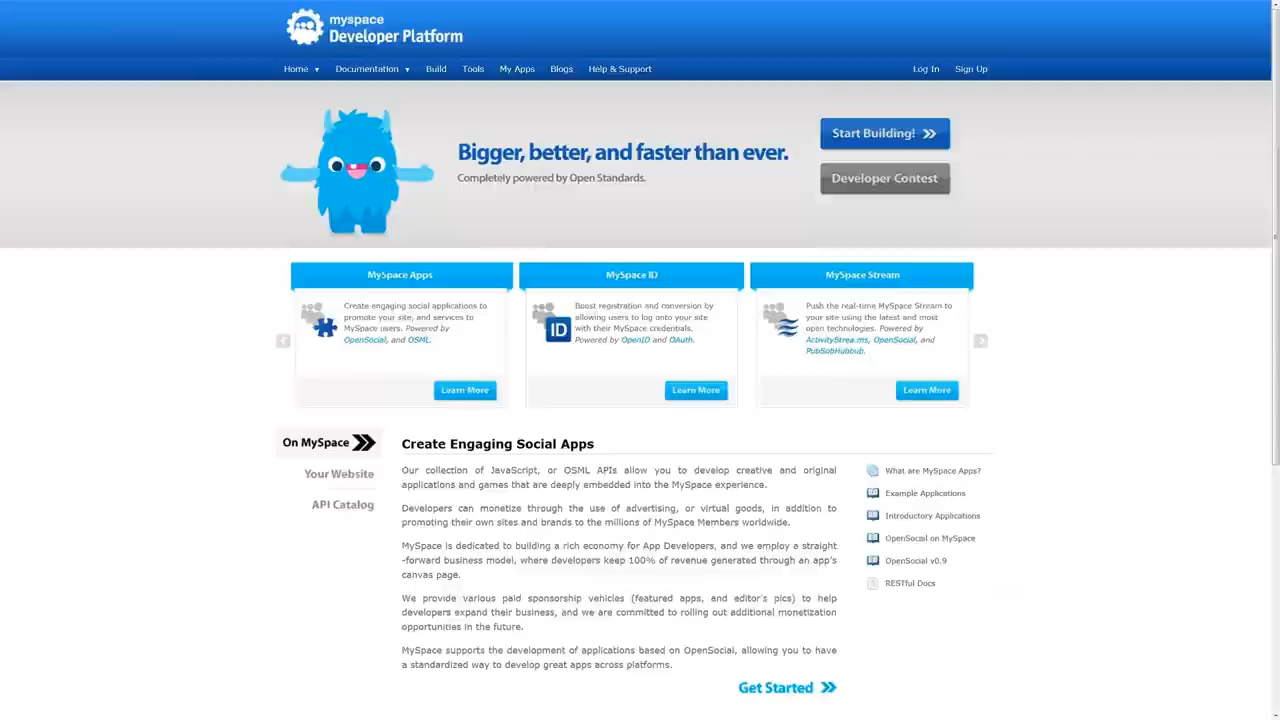 myspace
Developer Platform
Home Documentation Build Tools My Apps Blogs Help & Support Log In Sign Up
Bigger, better, and faster than ever.
Completely powered by Open Standards.
Start Building!
Developer Contest
MySpace Apps
Create engaging social applications to
promote your site, and services to
MySpace users. Powered by
OpenSocial, and OSML.
Learn More
MySpace ID
Boost registration and conversion by
allowing users to log onto your site
with their MySpace credentials.
Powered by OpenID and OAuth.
ID
Learn More
MySpace Stream
Push the real-time MySpace Stream to
your site using the latest and most
open technologies. Powered by
ActivityStrea.ms, OpenSocial, and
PubSubHubbub.
Learn More
On MySpace
Your Website
API Catalog
Create Engaging Social Apps
Our collection of JavaScript, or OSML APIs allow you to develop creative and original
applications and games that are deeply embedded into the MySpace experience.
Developers can monetize through the use of advertising, or virtual goods, in addition to
promoting their own sites and brands to the millions of MySpace Members worldwide.
MySpace is dedicated to building a rich economy for App Developers, and we employ a straight
-forward business model, where developers keep 100% of revenue generated through an app's
canvas page.
We provide various paid sponsorship vehicles (featured apps, and editor's pics) to help
developers expand their business, and we are committed to rolling out additional monetization
opportunities in the future.
MySpace supports the development of applications based on OpenSocial, allowing you to have
a standardized way to develop great apps across platforms.
Get Started
What are MySpace Apps?
Example Applications
Introductory Applications
OpenSocial on MySpace
OpenSocial v0.9
RESTful Docs